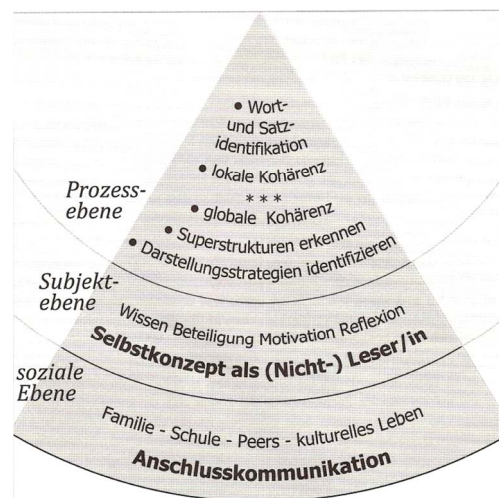 • Wort-
und Satz-
identifikation
• lokale Kohärenz
* * *
• globale Kohärenz
• Superstrukturen erkennen
• Darstellungsstrategien identifizieren
Prozess-
ebene
Wissen Beteiligung Motivation Reflexion
Selbstkonzept als (Nicht-) Leser/in
Subjekt-
ebene
Familie - Schule - Peers - kulturelles Leben
Anschlusskommunikation
soziale
Ebene